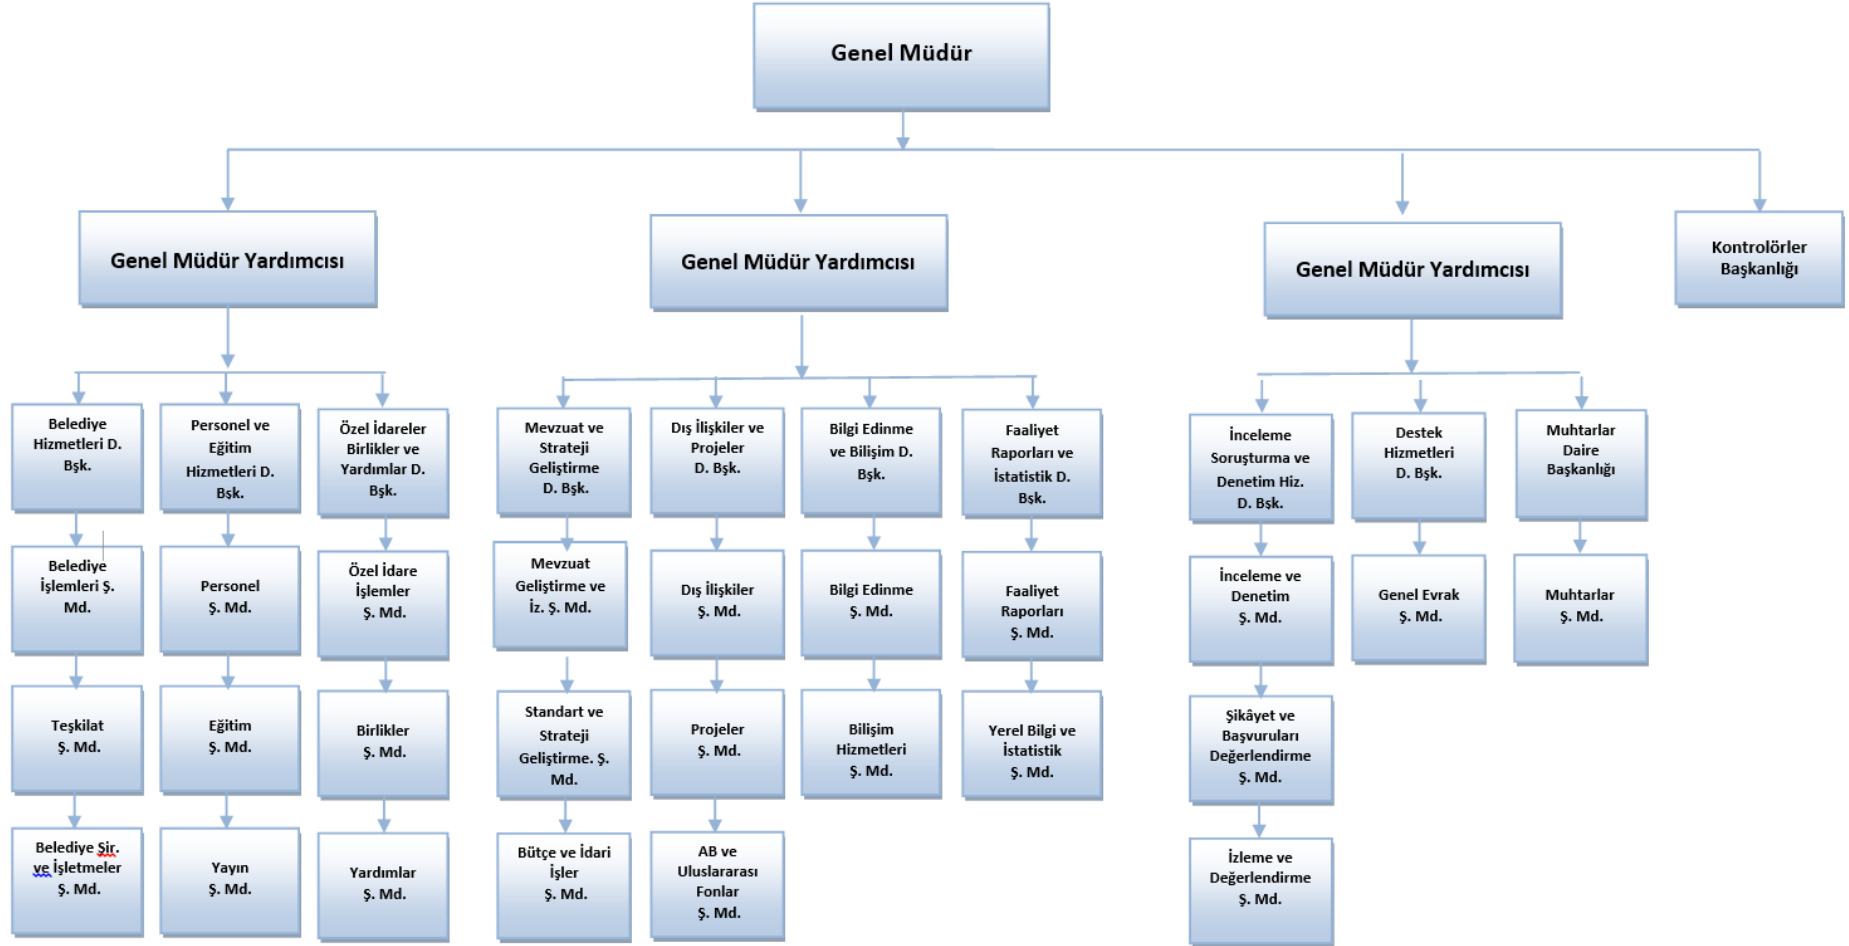 Genel Müdür
Genel Müdür Yardımcısı
Genel Müdür Yardımcısı
Genel Müdür Yardımcısı
Kontrolörler
Başkanlığı
Belediye
Hizmetleri D.
Bşk.
Personel ve
Eğitim
Hizmetleri D.
Bşk.
Özel İdareler
Birlikler ve
Yardımlar D.
Bşk.
Mevzuat ve
Strateji
Geliştirme
D. Bşk.
Dış İlişkiler ve
Projeler
D. Bşk.
Bilgi Edinme
ve Bilişim D.
Bşk.
Faaliyet
Raporları ve
İstatistik D.
Bşk.
İnceleme
Soruşturma ve
Denetim Hiz.
D. Bşk.
Destek
Hizmetleri
D. Bşk.
Muhtarlar
Daire
Başkanlığı
Belediye
İşlemleri Ş.
Md.
Personel
Ş. Md.
Özel İdare
İşlemler
Ş. Md.
Mevzuat
Geliştirme ve
İz. Ş. Md.
Dış İlişkiler
Ş. Md.
Bilgi Edinme
Ş. Md.
Faaliyet
Raporları
Ş. Md.
İnceleme ve
Denetim
Ş. Md.
Genel Evrak
Ş. Md.
Muhtarlar
Ş. Md.
Teşkilat
Ş. Md.
Eğitim
Ş. Md.
Birlikler
Ş. Md.
Standart ve
Strateji
Geliştirme. Ş.
Md.
Projeler
Ş. Md.
Bilişim
Hizmetleri
Ş. Md.
Yerel Bilgi ve
İstatistik
Ş. Md.
Şikâyet ve
Başvuruları
Değerlendirme
Ş. Md.
Belediye Şir.
ve İşletmeler
Ş. Md.
Yayın
Ş. Md.
Yardımlar
Ş. Md.
Bütçe ve İdari
İşler
Ş. Md.
AB ve
Uluslararası
Fonlar
Ş. Md.
İzleme ve
Değerlendirme
Ş. Md.